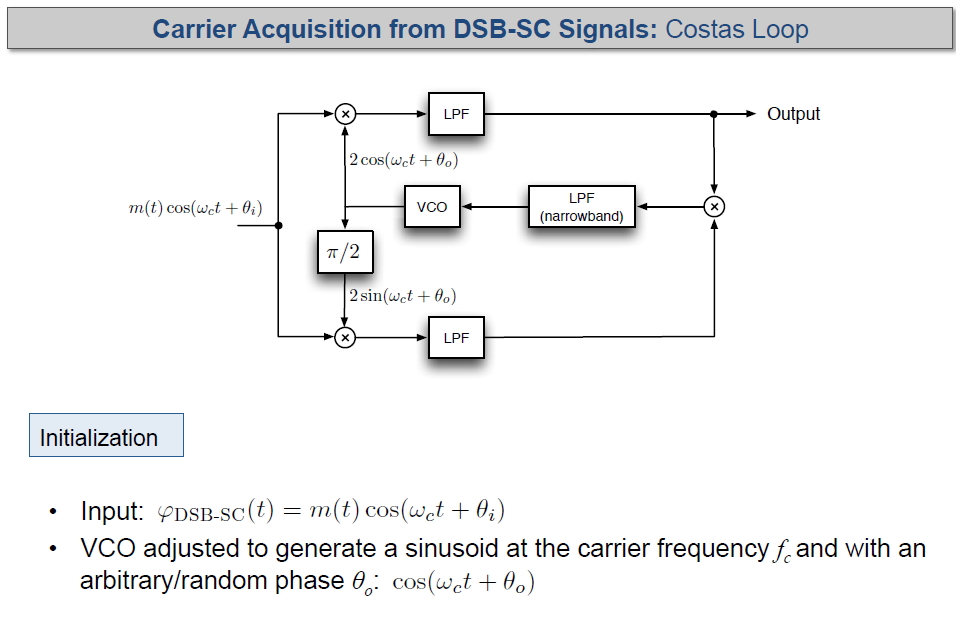 Carrier Acquisition from DSB-SC Signals: Costas Loop
LPF
Output
2 cos(ω_c t + θ_o)
m(t) cos(ω_c t + θ_i)
VCO
LPF
(narrowband)
π/2
2 sin(ω_c t + θ_o)
LPF
Initialization
• Input: φ_DSB-SC(t) = m(t) cos(ω_c t + θ_i)
• VCO adjusted to generate a sinusoid at the carrier frequency f_c and with an
arbitrary/random phase θ_o: cos(ω_c t + θ_o)